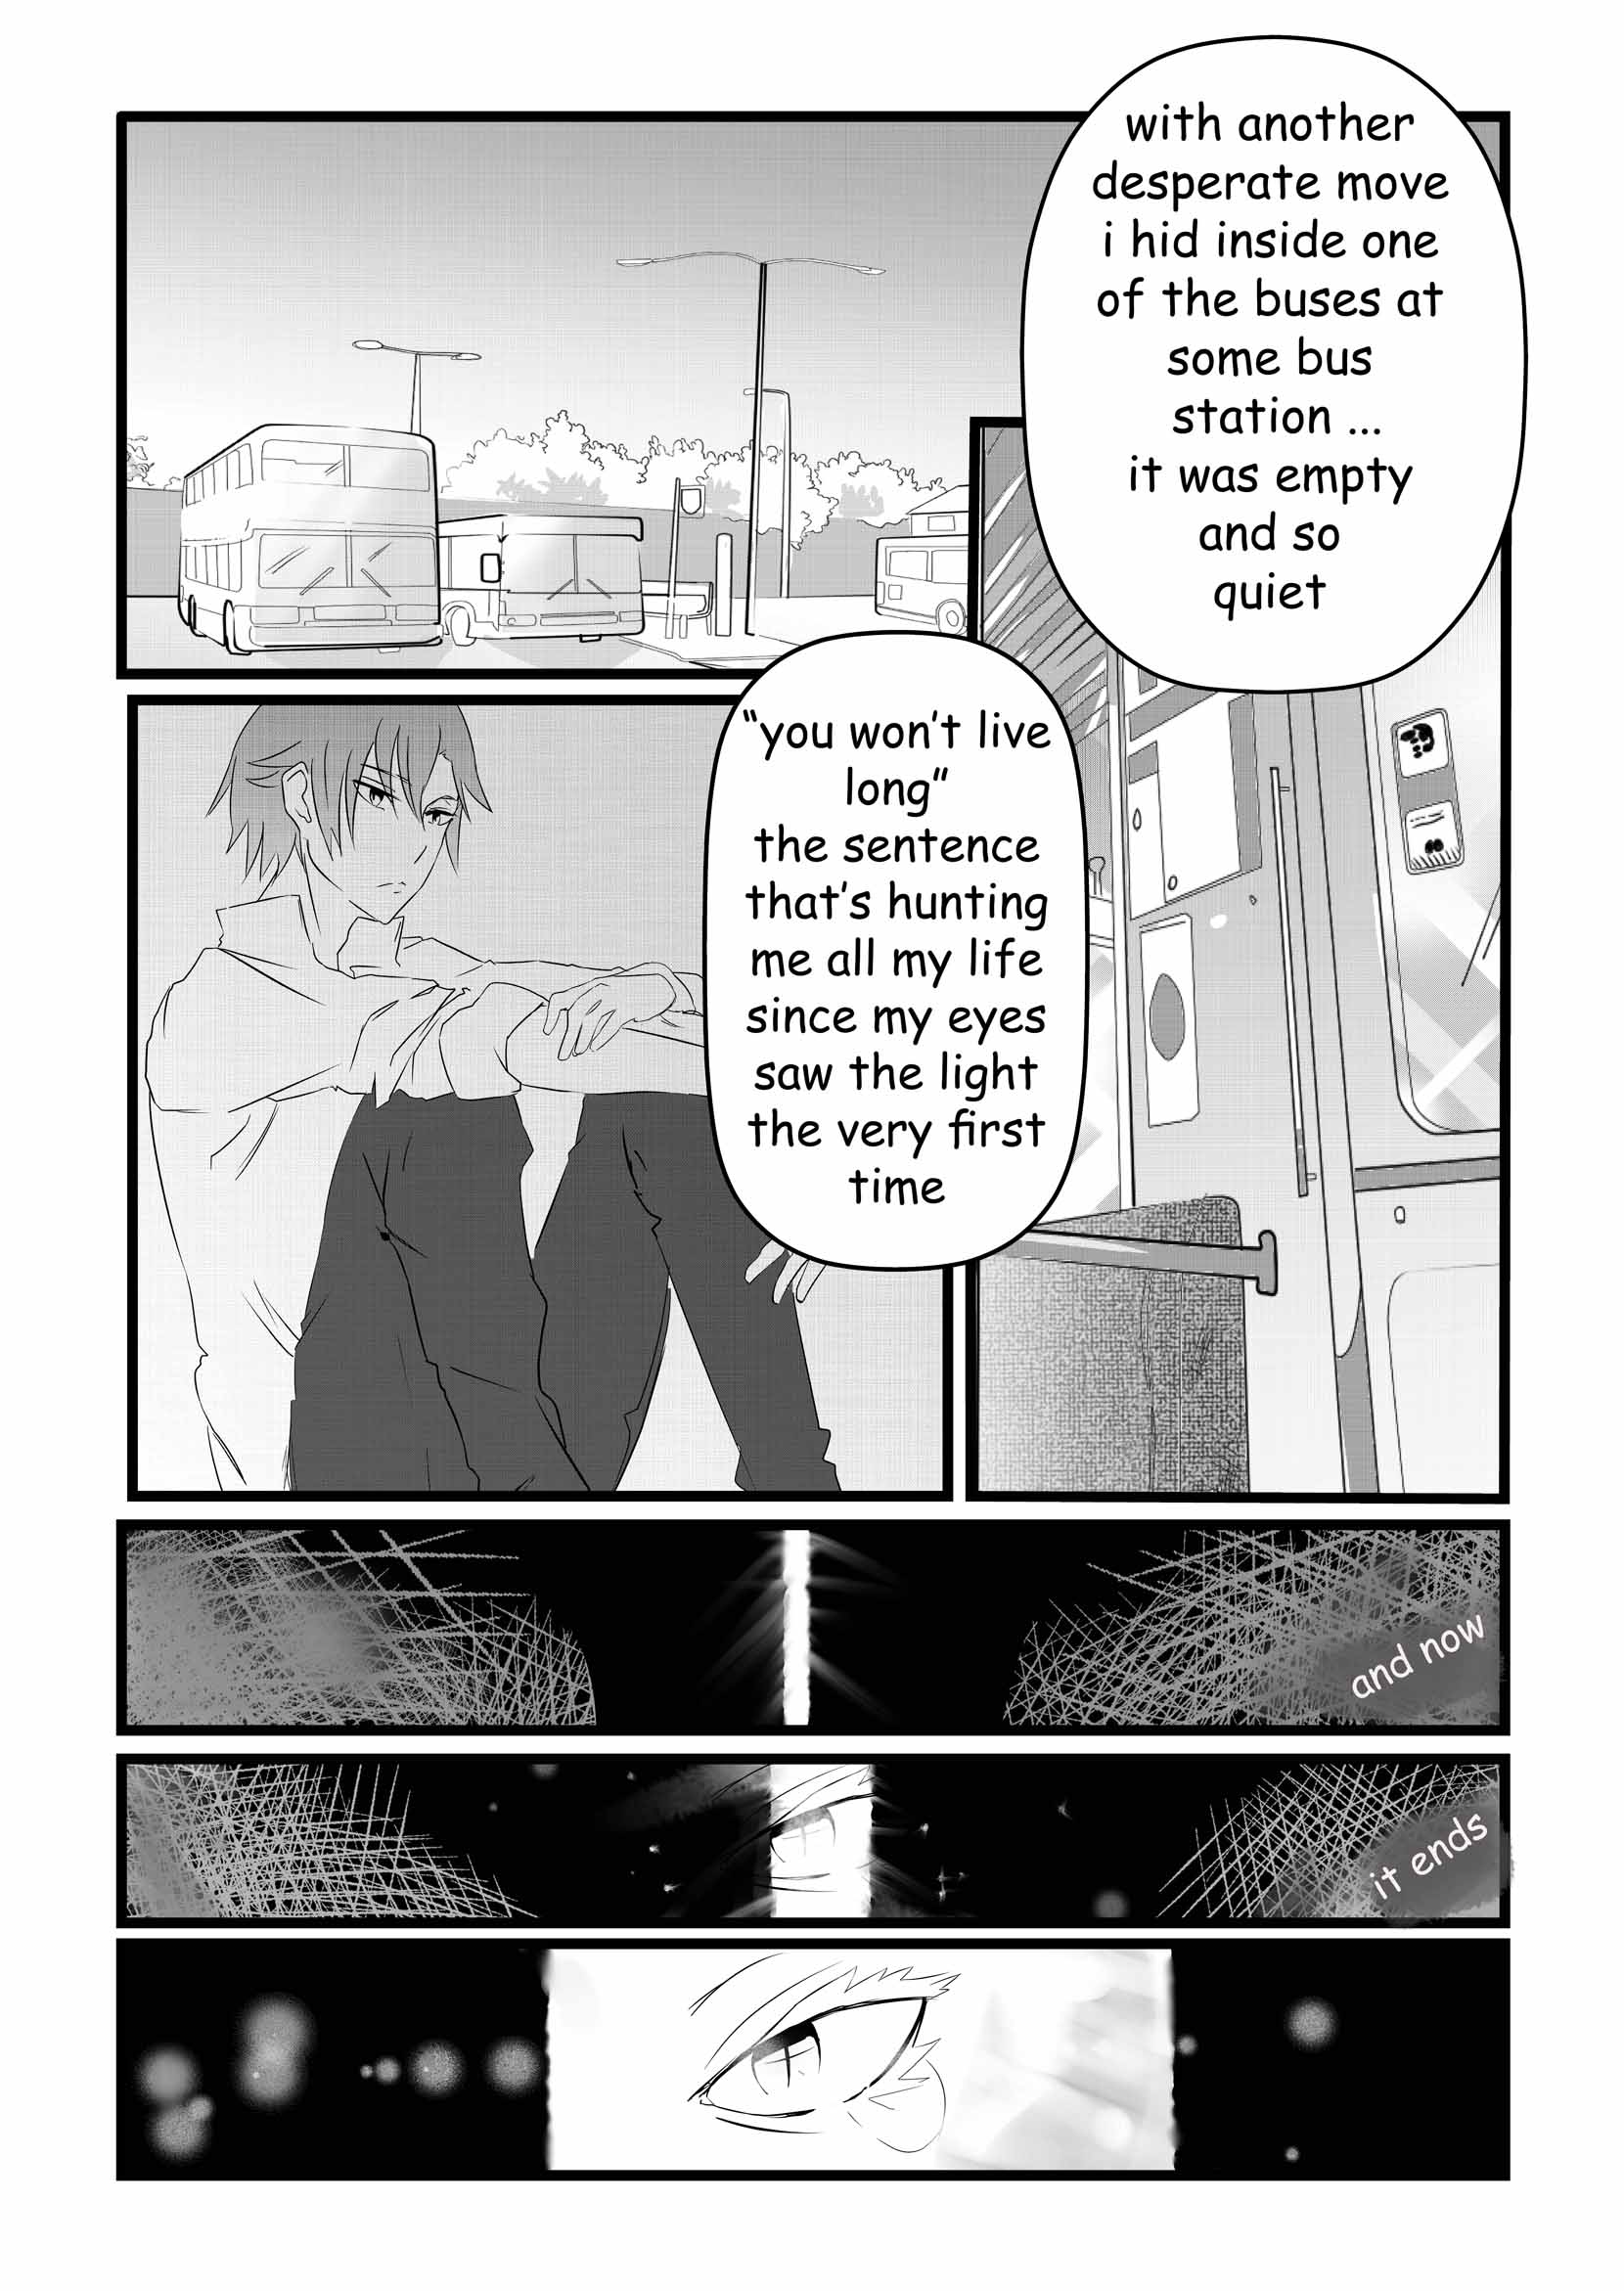 with another
desperate move
i hid inside one
of the buses at
some bus
station ...
it was empty
and so
quiet
“you won’t live
long”
the sentence
that’s hunting
me all my life
since my eyes
saw the light
the very first
time
and now
it ends